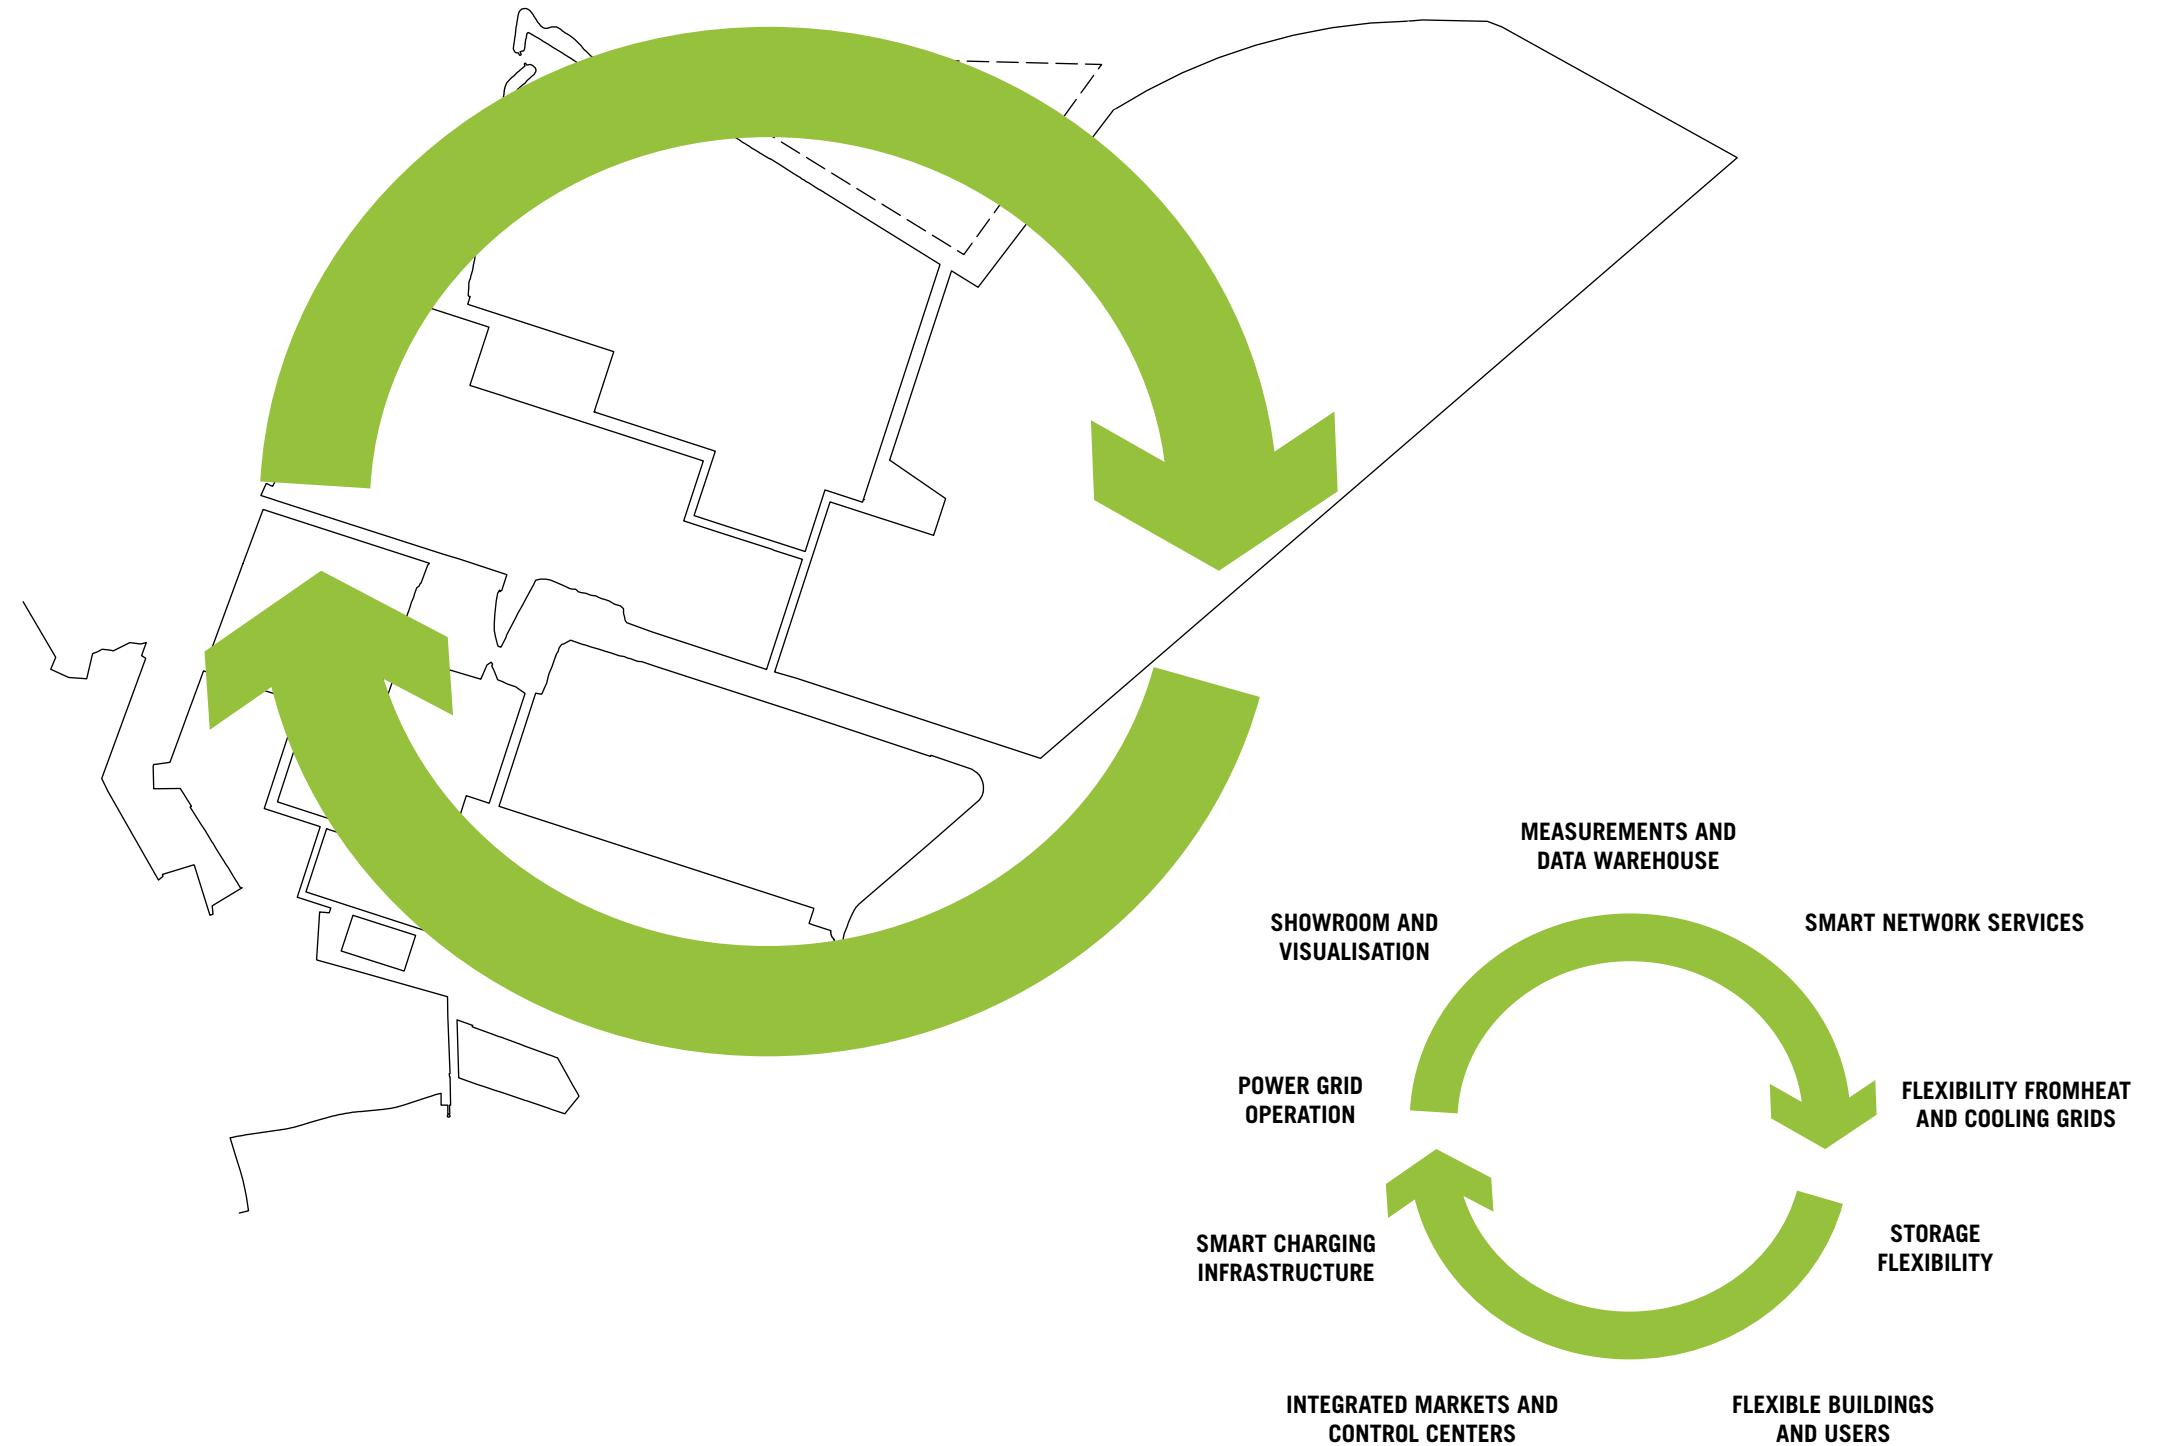 MEASUREMENTS AND
DATA WAREHOUSE
SHOWROOM AND
VISUALISATION
SMART NETWORK SERVICES
POWER GRID
OPERATION
FLEXIBILITY FROMHEAT
AND COOLING GRIDS
SMART CHARGING
INFRASTRUCTURE
STORAGE
FLEXIBILITY
INTEGRATED MARKETS AND
CONTROL CENTERS
FLEXIBLE BUILDINGS
AND USERS